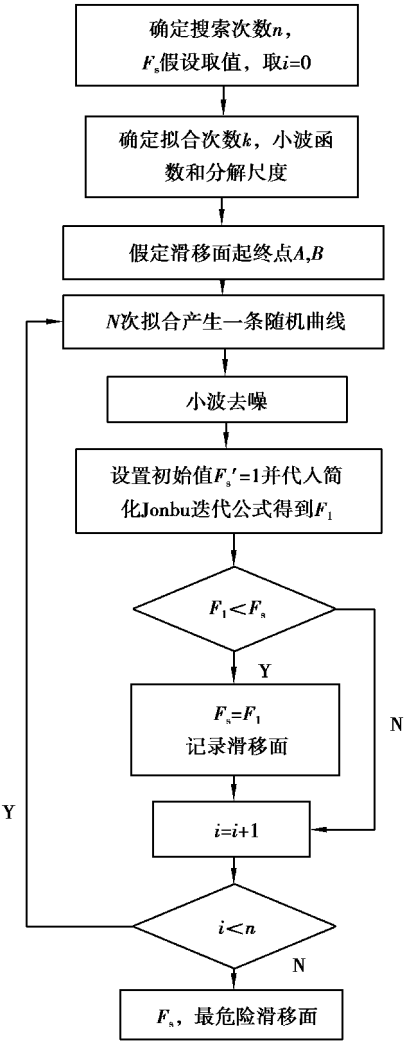 确定搜索次数n，
Fs假设取值，取i=0
确定拟合次数k，小波函
数和分解尺度
假定滑移面起终点A,B
N次拟合产生一条随机曲线
小波去噪
设置初始值Fs′=1并代人简
化Jonbu迭代公式得到F1
F1<Fs
Y
N
Fs=F1
记录滑移面
i=i+1
Y
i<n
N
Fs，最危险滑移面